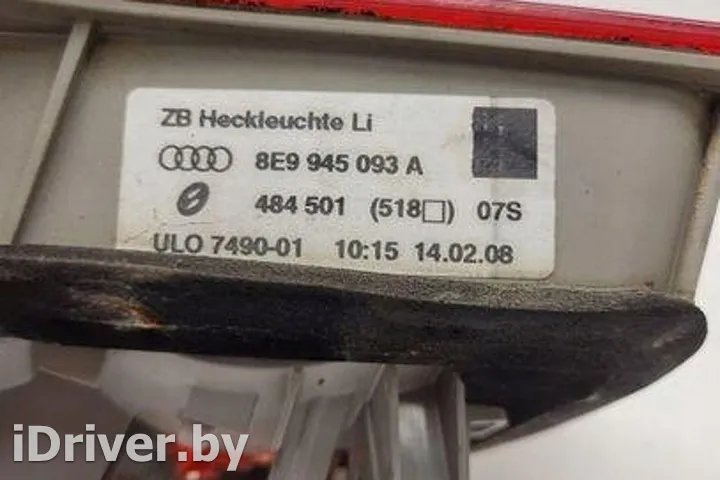 ZB Heckleuchte Li
8E9 945 093 A
484 501 (518□) 07S
ULO 7490-01 10:15 14.02.08
iDriver.by